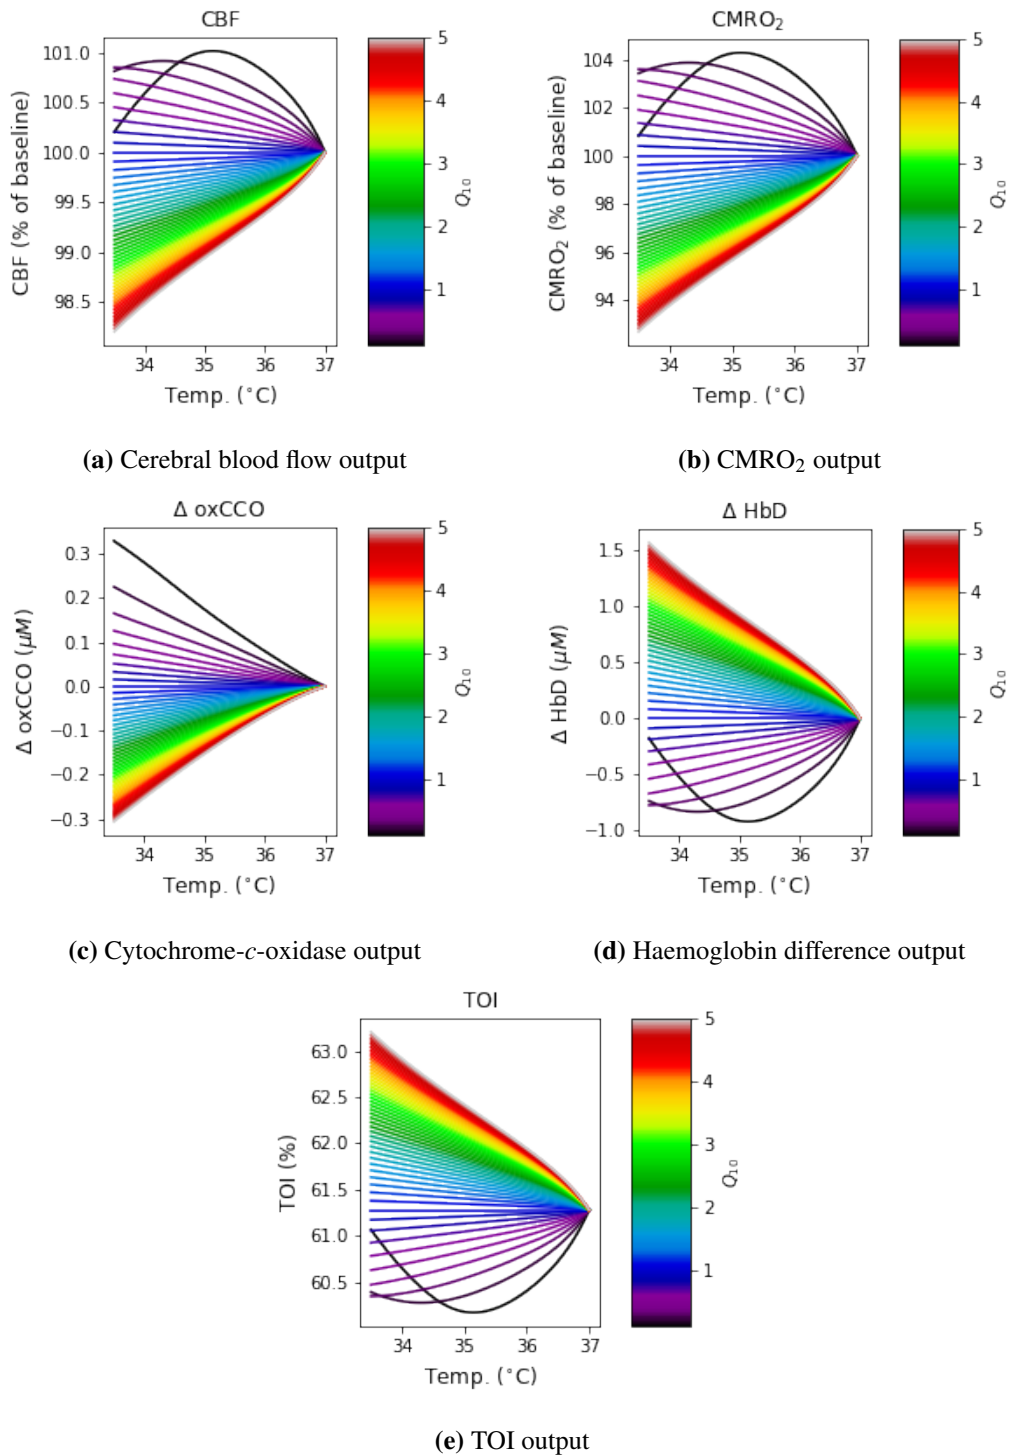 CBF
CBF (% of baseline)
101.0
100.5
100.0
99.5
99.0
98.5
34 35 36 37
Temp. (°C)
5
4
3
2
1
Q₁₀
(a) Cerebral blood flow output
CMRO₂
CMRO₂ (% of baseline)
104
102
100
98
96
94
34 35 36 37
Temp. (°C)
5
4
3
2
1
Q₁₀
(b) CMRO₂ output
Δ oxCCO
Δ oxCCO (μM)
0.3
0.2
0.1
0.0
−0.1
−0.2
−0.3
34 35 36 37
Temp. (°C)
5
4
3
2
1
Q₁₀
(c) Cytochrome-c-oxidase output
Δ HbD
Δ HbD (μM)
1.5
1.0
0.5
0.0
−0.5
−1.0
34 35 36 37
Temp. (°C)
5
4
3
2
1
Q₁₀
(d) Haemoglobin difference output
TOI
TOI (%)
63.0
62.5
62.0
61.5
61.0
60.5
34 35 36 37
Temp. (°C)
5
4
3
2
1
Q₁₀
(e) TOI output